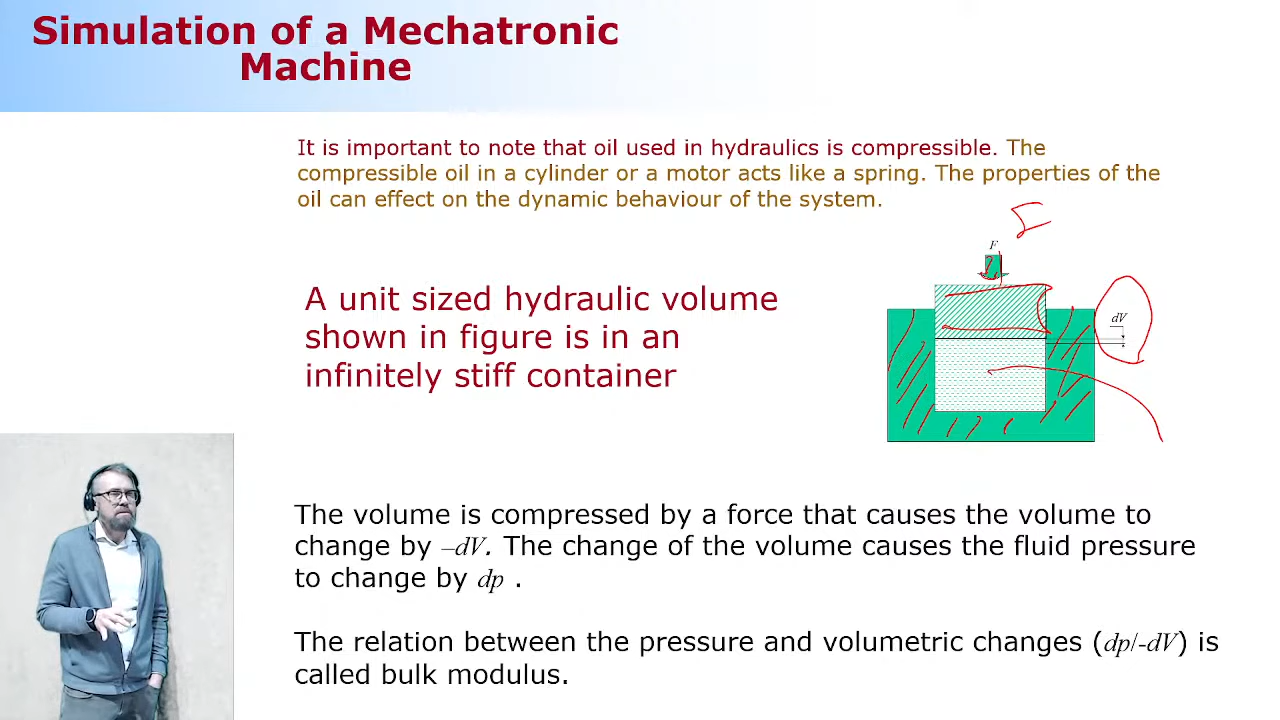 Simulation of a Mechatronic
Machine
It is important to note that oil used in hydraulics is compressible. The
compressible oil in a cylinder or a motor acts like a spring. The properties of the
oil can effect on the dynamic behaviour of the system.
F
A unit sized hydraulic volume
shown in figure is in an
infinitely stiff container
dV
The volume is compressed by a force that causes the volume to
change by –dV. The change of the volume causes the fluid pressure
to change by dp .
The relation between the pressure and volumetric changes (dp/-dV) is
called bulk modulus.